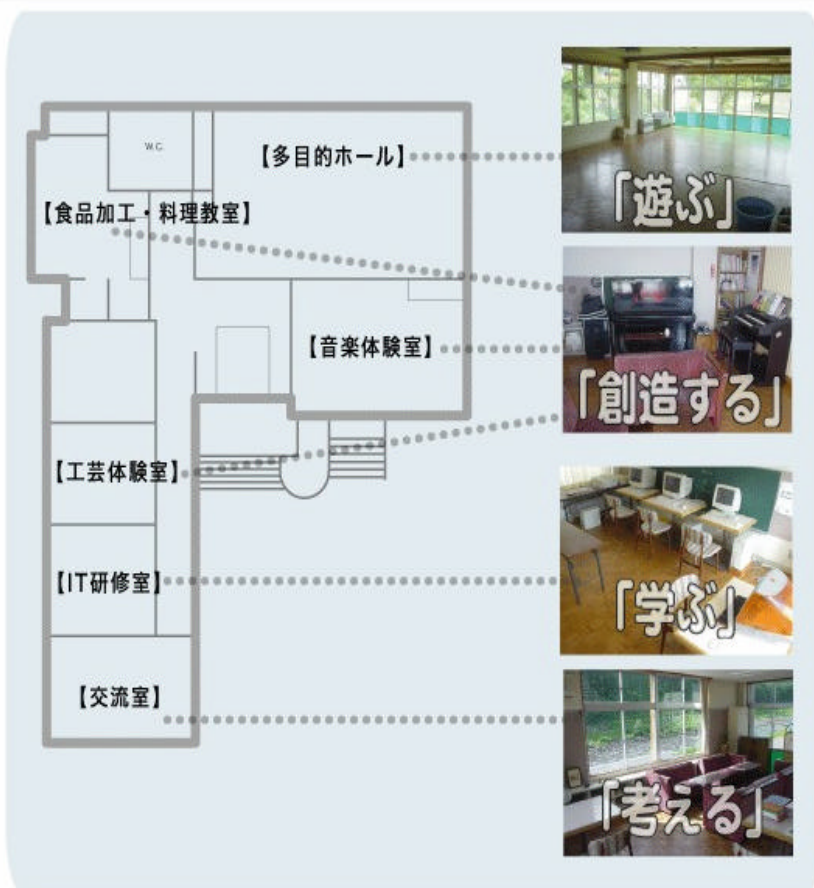 W.C.
【多目的ホール】
「遊ぶ」
【食品加工・料理教室】
【音楽体験室】
「創造する」
【工芸体験室】
【IT研修室】
「学ぶ」
【交流室】
「考える」